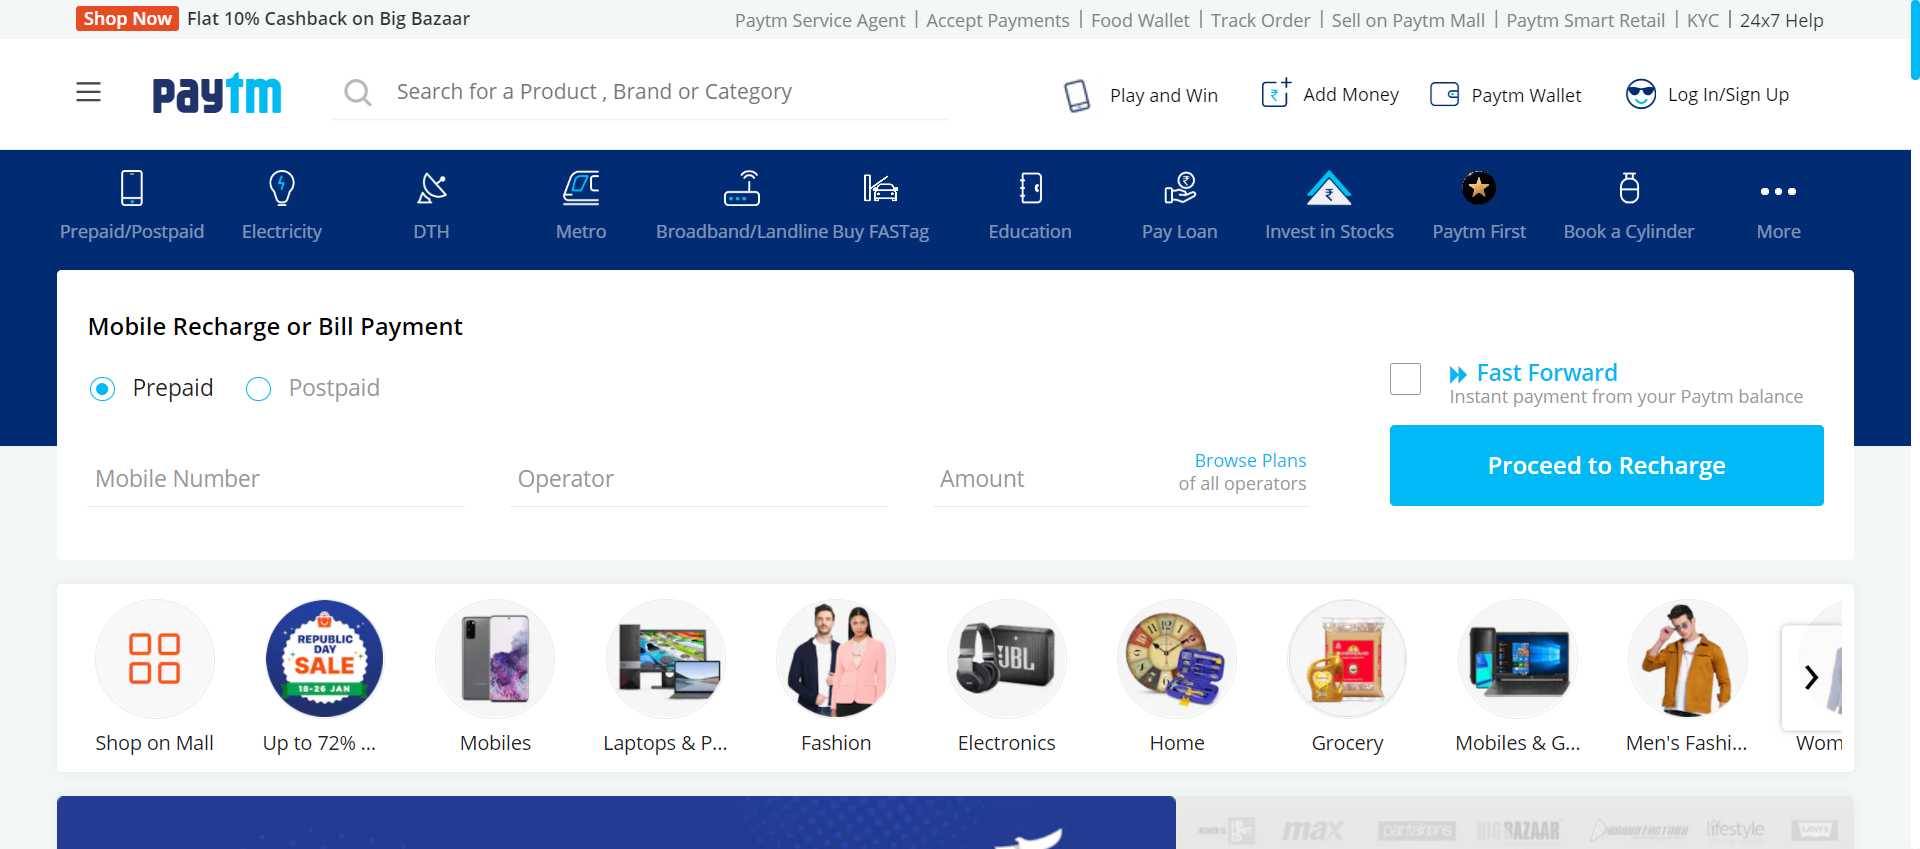 Shop Now Flat 10% Cashback on Big Bazaar
Paytm Service Agent | Accept Payments | Food Wallet | Track Order | Sell on Paytm Mall | Paytm Smart Retail | KYC | 24x7 Help
paytm
Search for a Product , Brand or Category
Play and Win
Add Money
Paytm Wallet
Log In/Sign Up
Prepaid/Postpaid
Electricity
DTH
Metro
Broadband/Landline
Buy FASTag
Education
Pay Loan
Invest in Stocks
Paytm First
Book a Cylinder
More
Mobile Recharge or Bill Payment
Prepaid
Postpaid
Fast Forward
Instant payment from your Paytm balance
Mobile Number
Operator
Amount
Browse Plans
of all operators
Proceed to Recharge
REPUBLIC
DAY
SALE
18-26 JAN
JBL
Shop on Mall
Up to 72% ...
Mobiles
Laptops & P...
Fashion
Electronics
Home
Grocery
Mobiles & G...
Men's Fashi...
Wom
max
pantaloons
BIG BAZAAR
BRAND FACTORY
lifestyle
LEVI'S